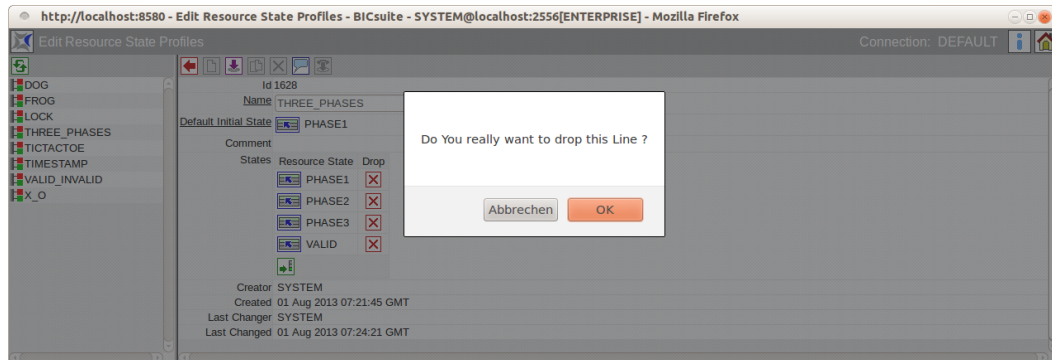 http://localhost:8580 - Edit Resource State Profiles - BICsuite - SYSTEM@localhost:2556[ENTERPRISE] - Mozilla Firefox
Edit Resource State Profiles
Connection: DEFAULT
DOG
FROG
LOCK
THREE_PHASES
TICTACTOE
TIMESTAMP
VALID_INVALID
X_O
Id 1628
Name THREE_PHASES
Default Initial State PHASE1
Comment
States Resource State Drop
PHASE1
PHASE2
PHASE3
VALID
Creator SYSTEM
Created 01 Aug 2013 07:21:45 GMT
Last Changer SYSTEM
Last Changed 01 Aug 2013 07:24:21 GMT
Do You really want to drop this Line ?
Abbrechen OK